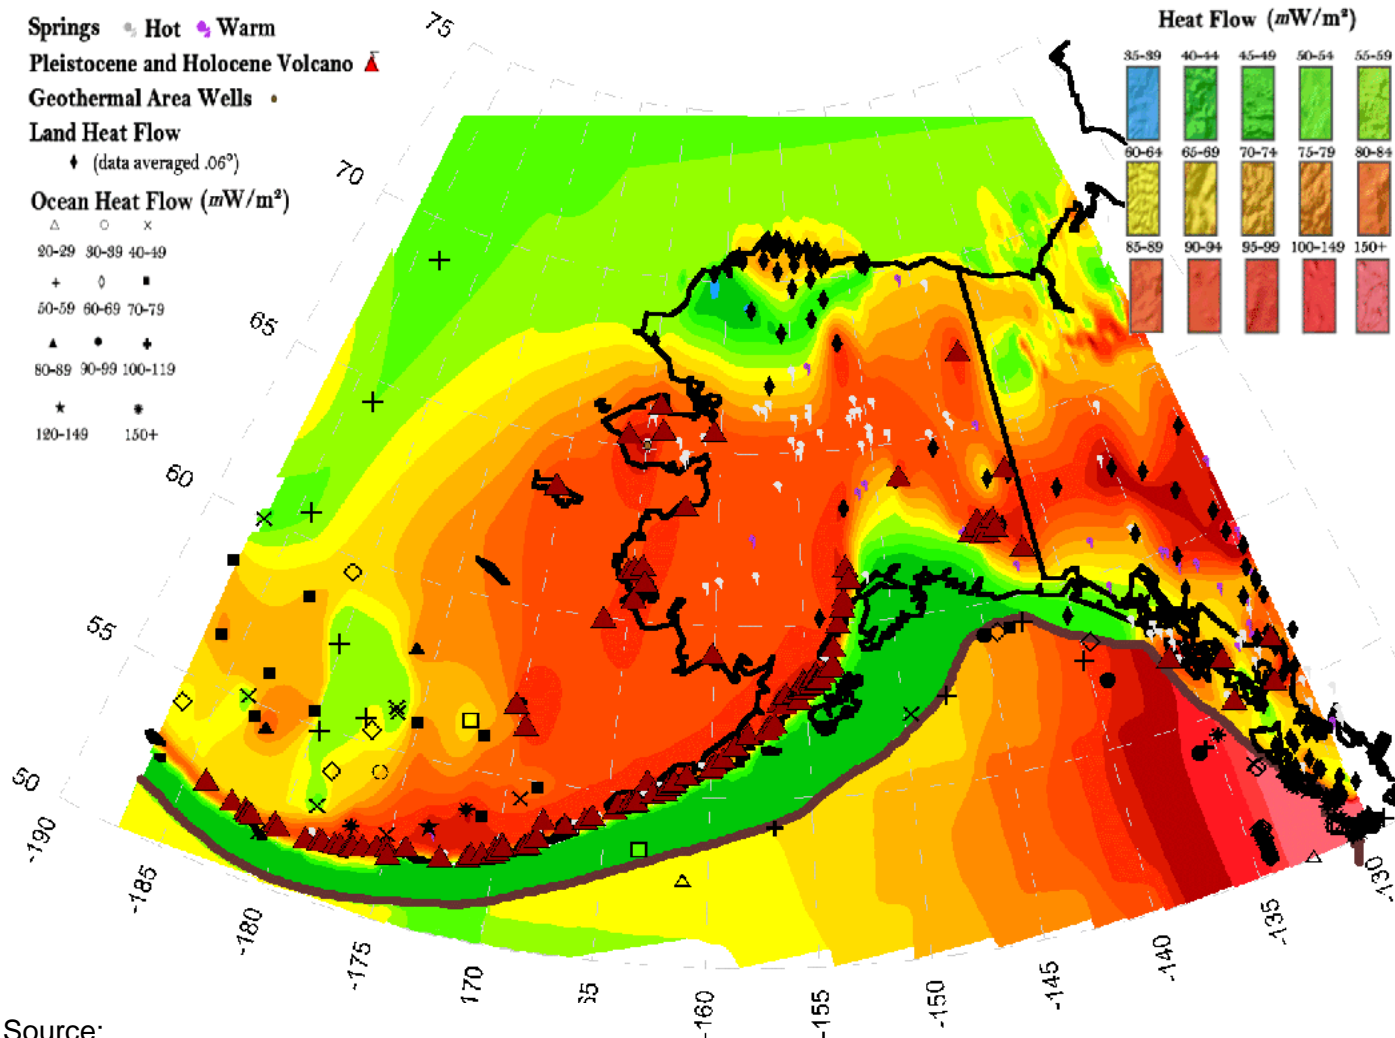 Springs Hot Warm
Pleistocene and Holocene Volcano
Geothermal Area Wells
Land Heat Flow
(data averaged .06°)
Ocean Heat Flow (mW/m²)
20-29 30-39 40-49
50-59 60-69 70-79
80-89 90-99 100-119
120-149 150+
Heat Flow (mW/m²)
35-39 40-44 45-49 50-54 55-59
60-64 65-69 70-74 75-79 80-84
85-89 90-94 95-99 100-149 150+
75
70
65
60
55
50
-190
-185
-180
-175
170
65
-160
-155
-150
-145
-140
-135
-130
Source: